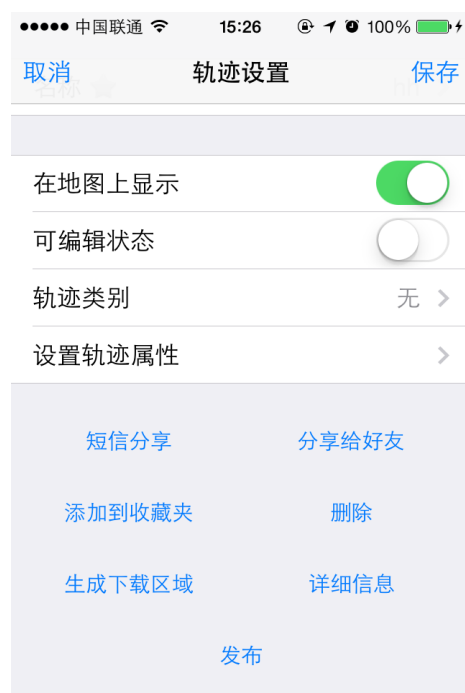 中国联通 15:26 100%
取消 轨迹设置 保存
名称
在地图上显示
可编辑状态
轨迹类别 无
设置轨迹属性
短信分享 分享给好友
添加到收藏夹 删除
生成下载区域 详细信息
发布